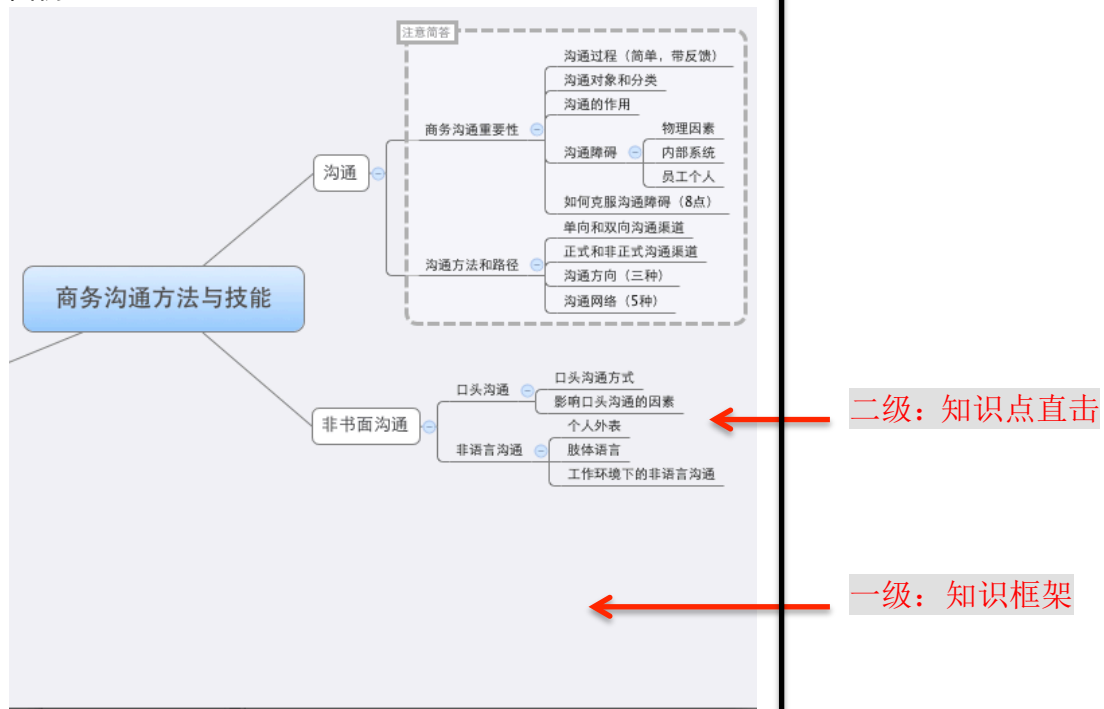 注意简答
沟通过程（简单，带反馈）
沟通对象和分类
沟通的作用
商务沟通重要性
物理因素
沟通障碍
内部系统
员工个人
沟通
如何克服沟通障碍（8点）
单向和双向沟通渠道
正式和非正式沟通渠道
沟通方法和路径
沟通方向（三种）
沟通网络（5种）
商务沟通方法与技能
口头沟通方式
口头沟通
影响口头沟通的因素
二级：知识点直击
非书面沟通
个人外表
非语言沟通
肢体语言
工作环境下的非语言沟通
一级：知识框架